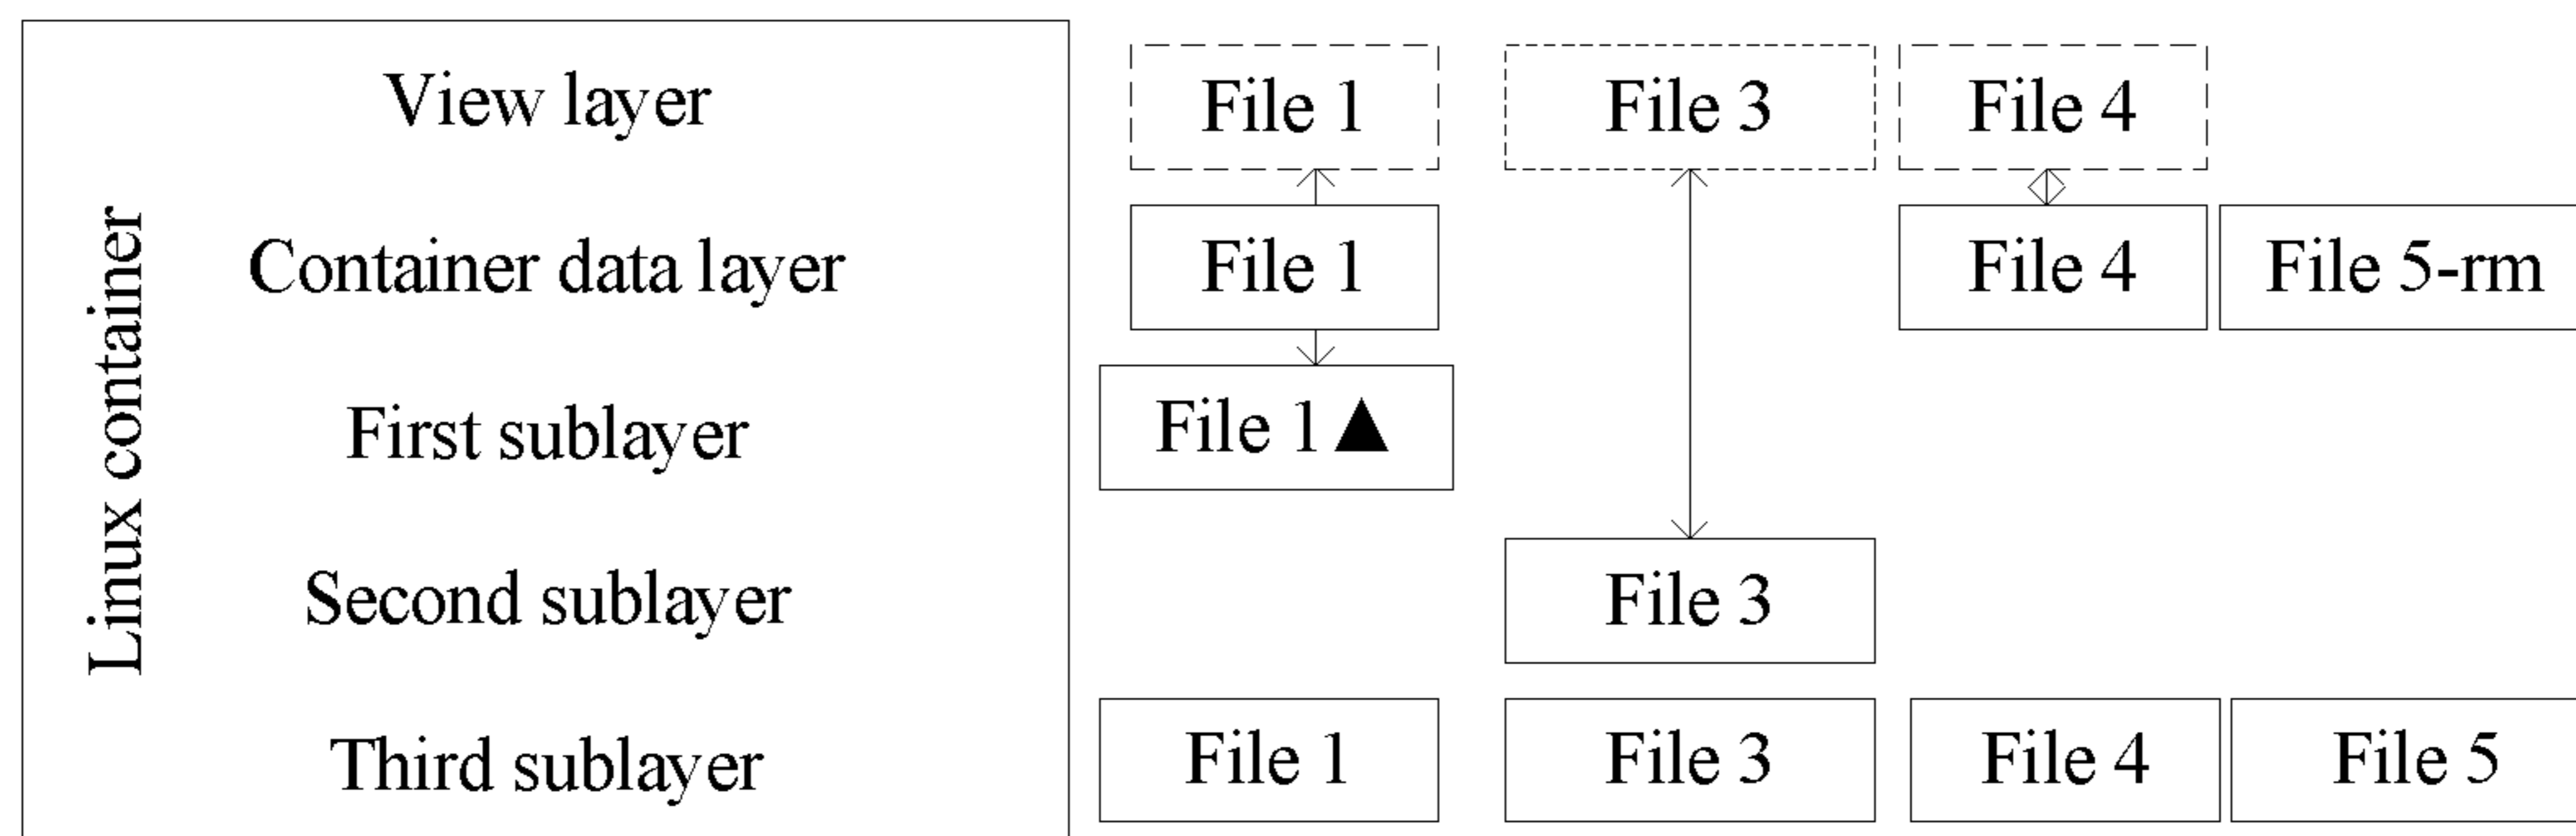 Linux container
View layer
File 1
File 3
File 4
Container data layer
File 1
File 4
File 5-rm
First sublayer
File 1▲
Second sublayer
File 3
Third sublayer
File 1
File 3
File 4
File 5